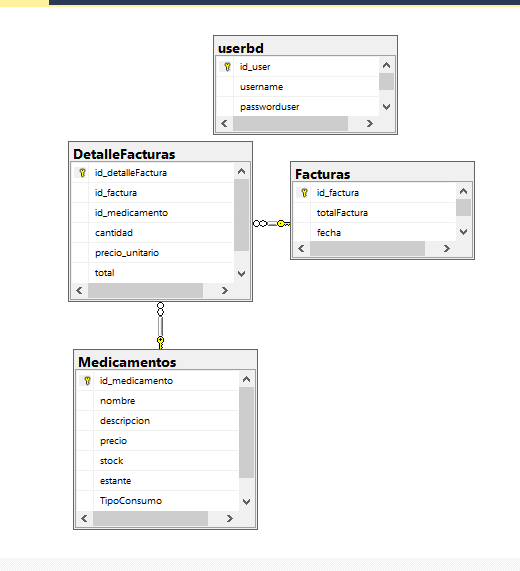 userbd
id_user
username
passworduser
DetalleFacturas
id_detalleFactura
id_factura
id_medicamento
cantidad
precio_unitario
total
Facturas
id_factura
totalFactura
fecha
Medicamentos
id_medicamento
nombre
descripcion
precio
stock
estante
TipoConsumo